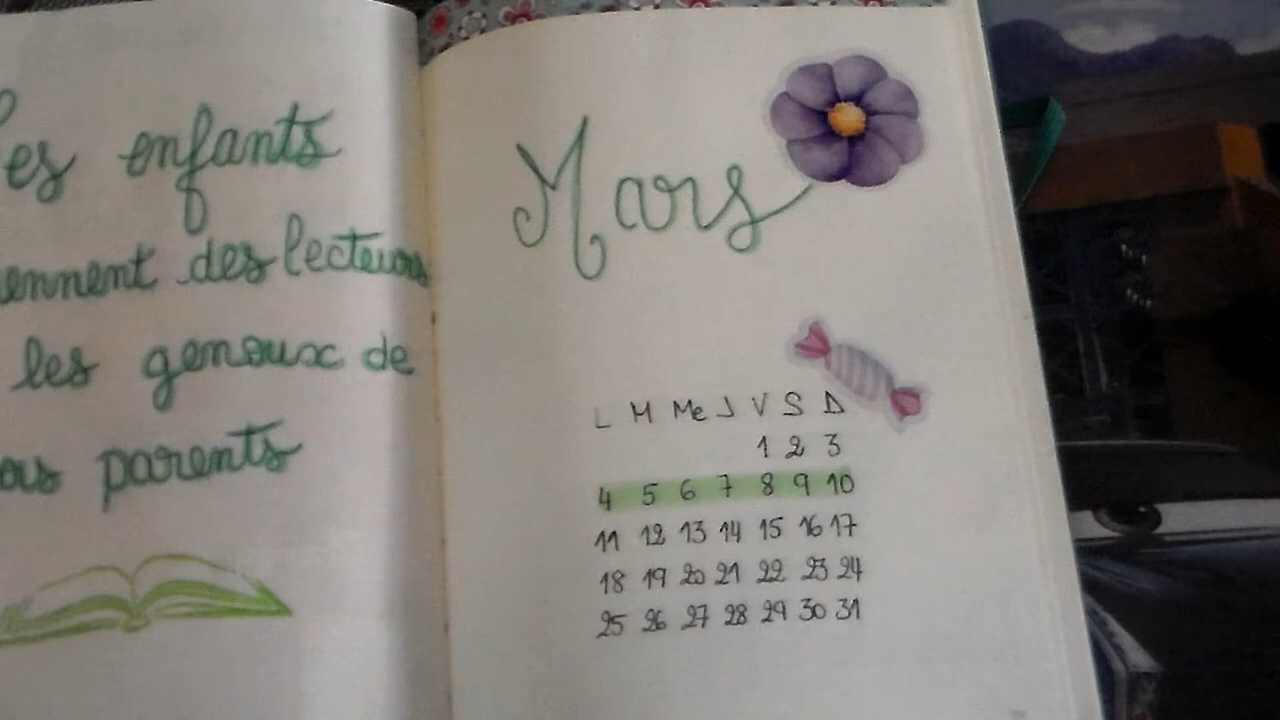 Les enfants
ennent des lecteurs
les genoux de
parents
Mars
L M Me J V S D
1 2 3
4 5 6 7 8 9 10
11 12 13 14 15 16 17
18 19 20 21 22 23 24
25 26 27 28 29 30 31